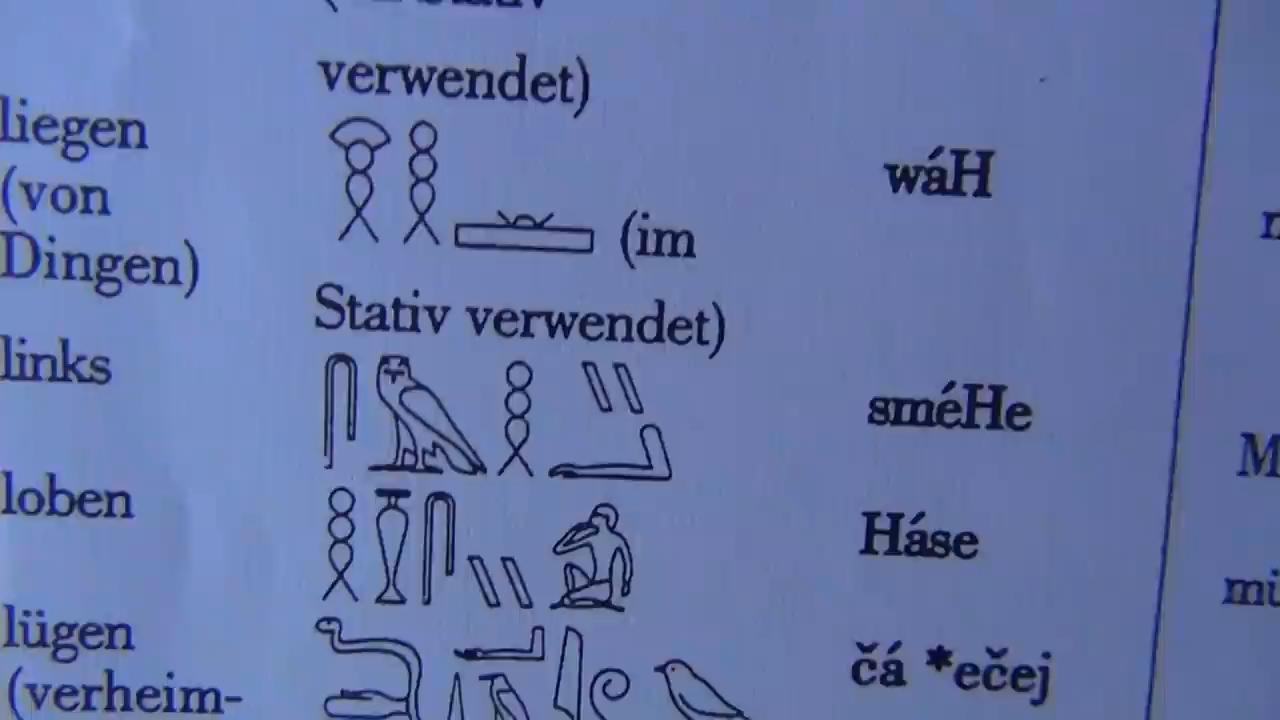 verwendet)
liegen
(von
Dingen)
(im
wáH
Stativ verwendet)
links
sméHe
loben
Háse
lügen
(verheim-
čá *ečej